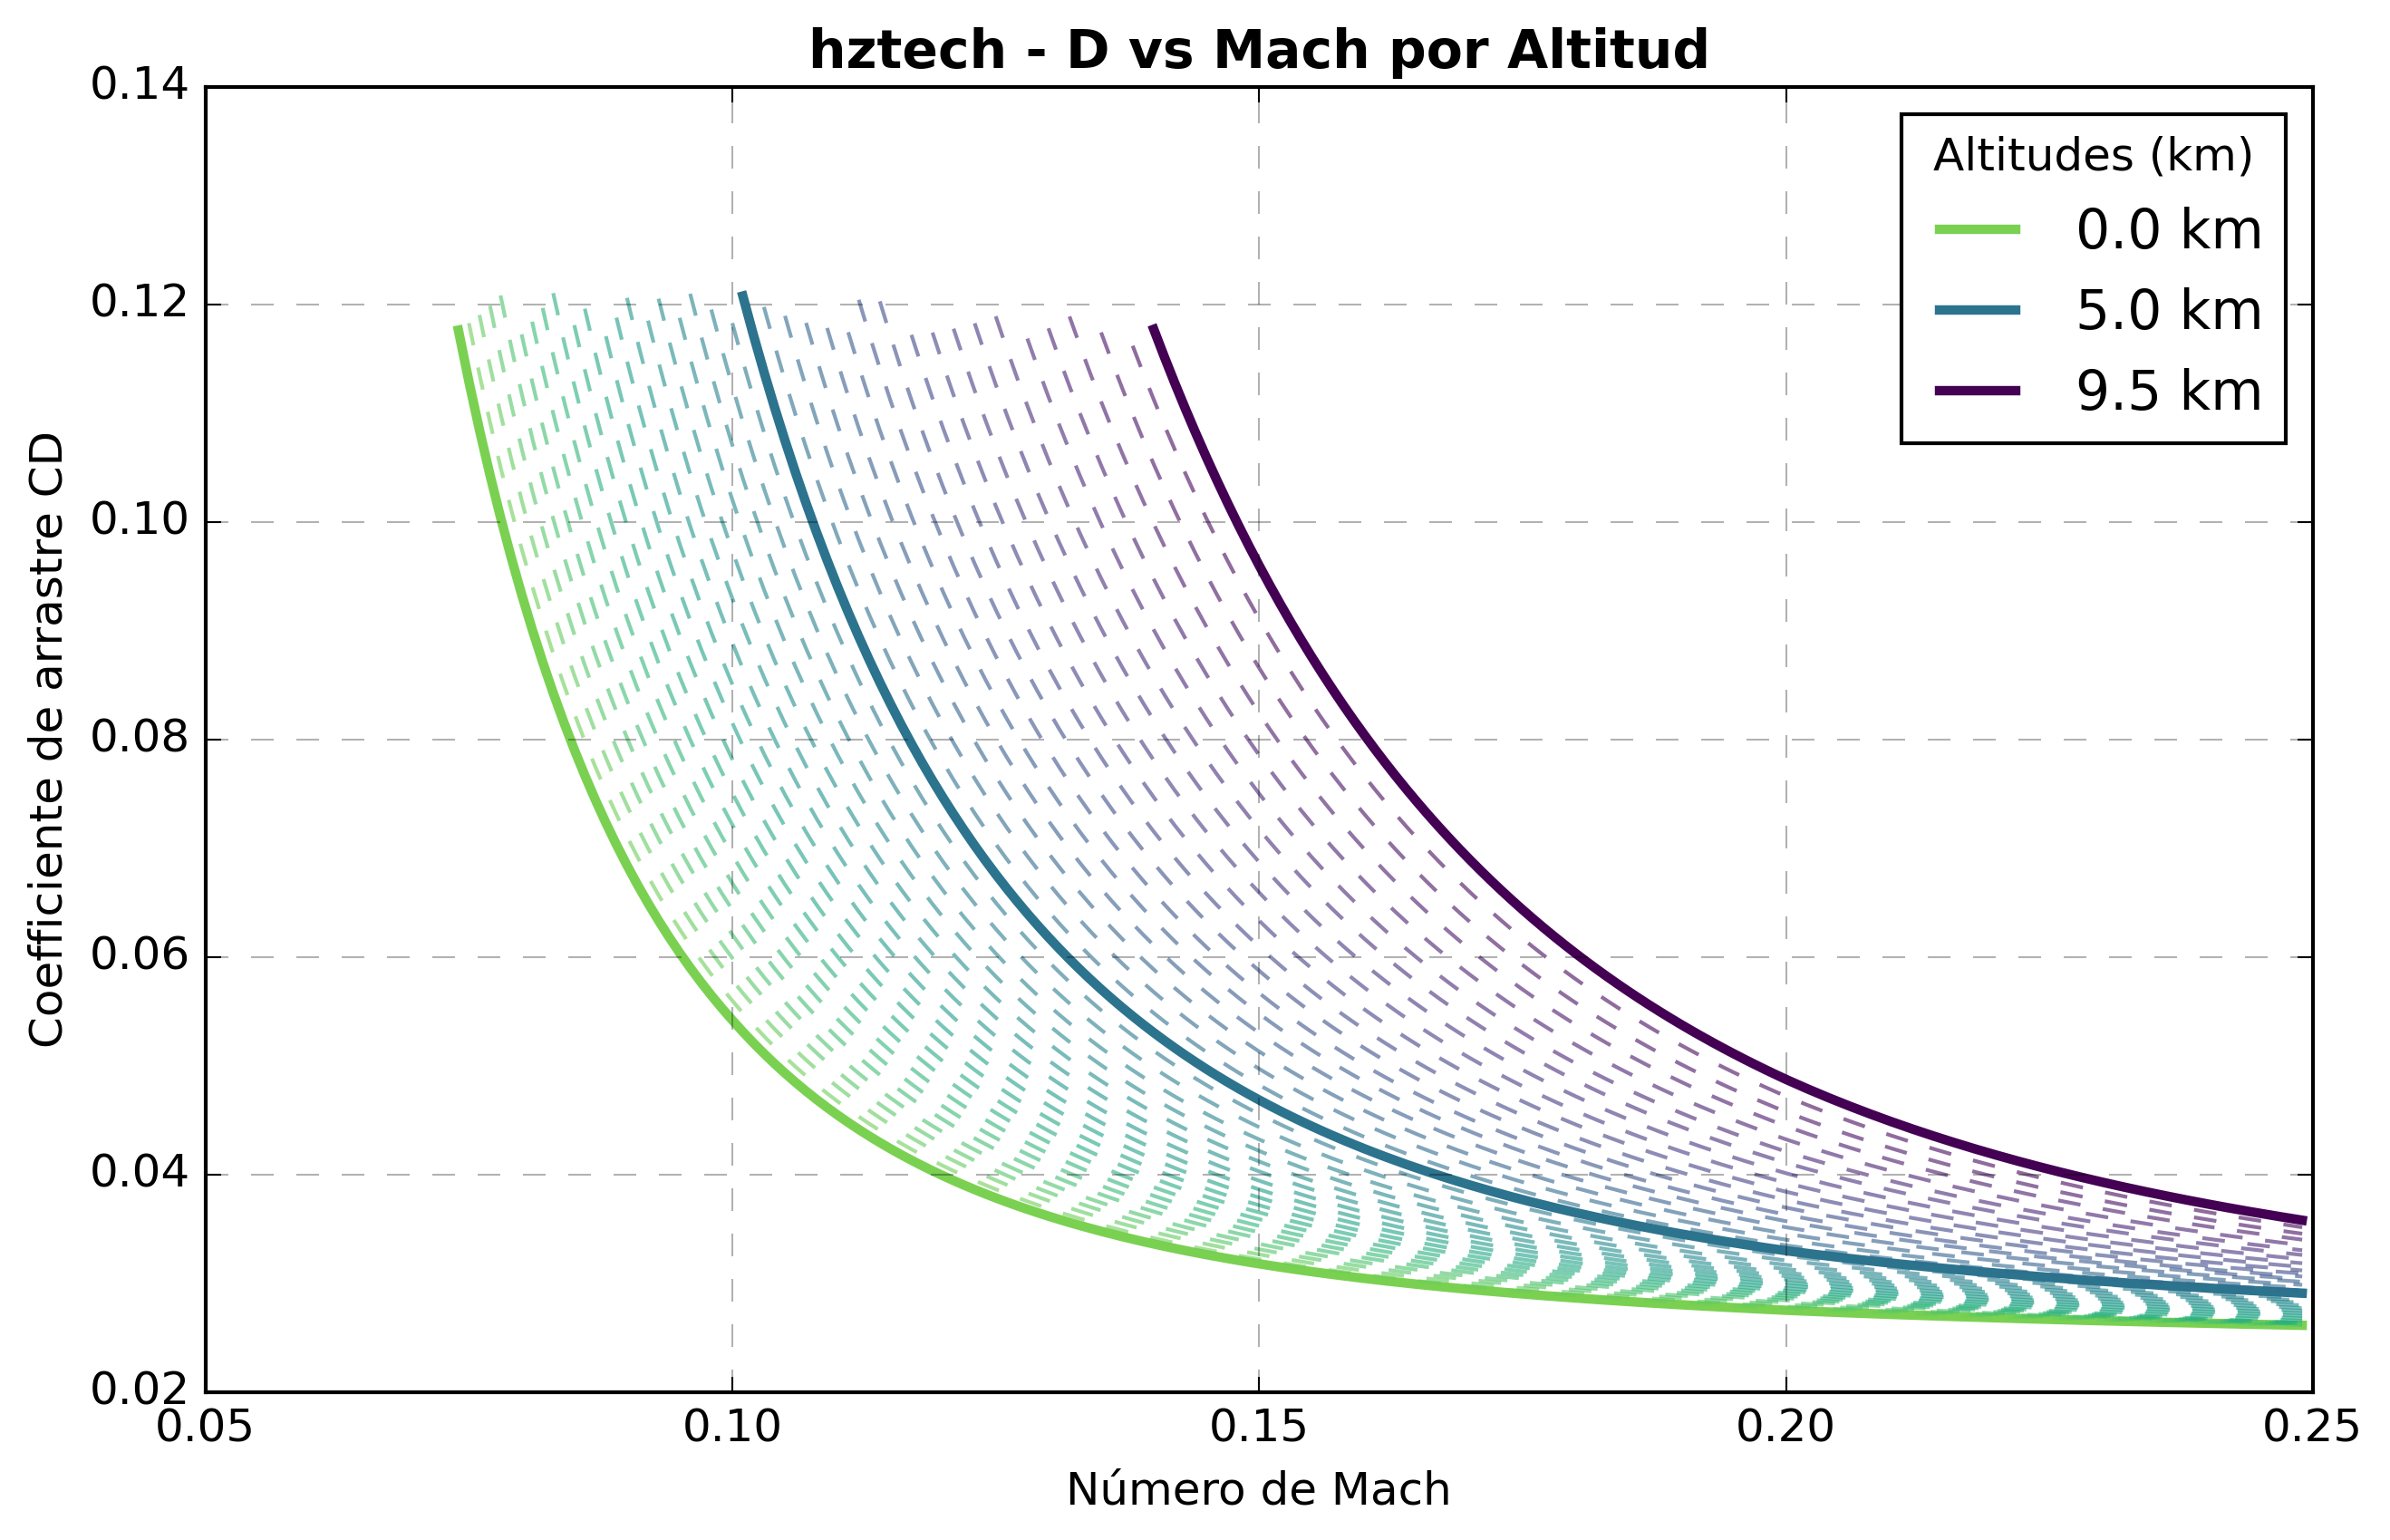 hztech - D vs Mach por Altitud
0.14
0.12
0.10
0.08
0.06
0.04
0.02
Coefficiente de arrastre CD
Altitudes (km)
0.0 km
5.0 km
9.5 km
0.05
0.10
0.15
0.20
0.25
Número de Mach